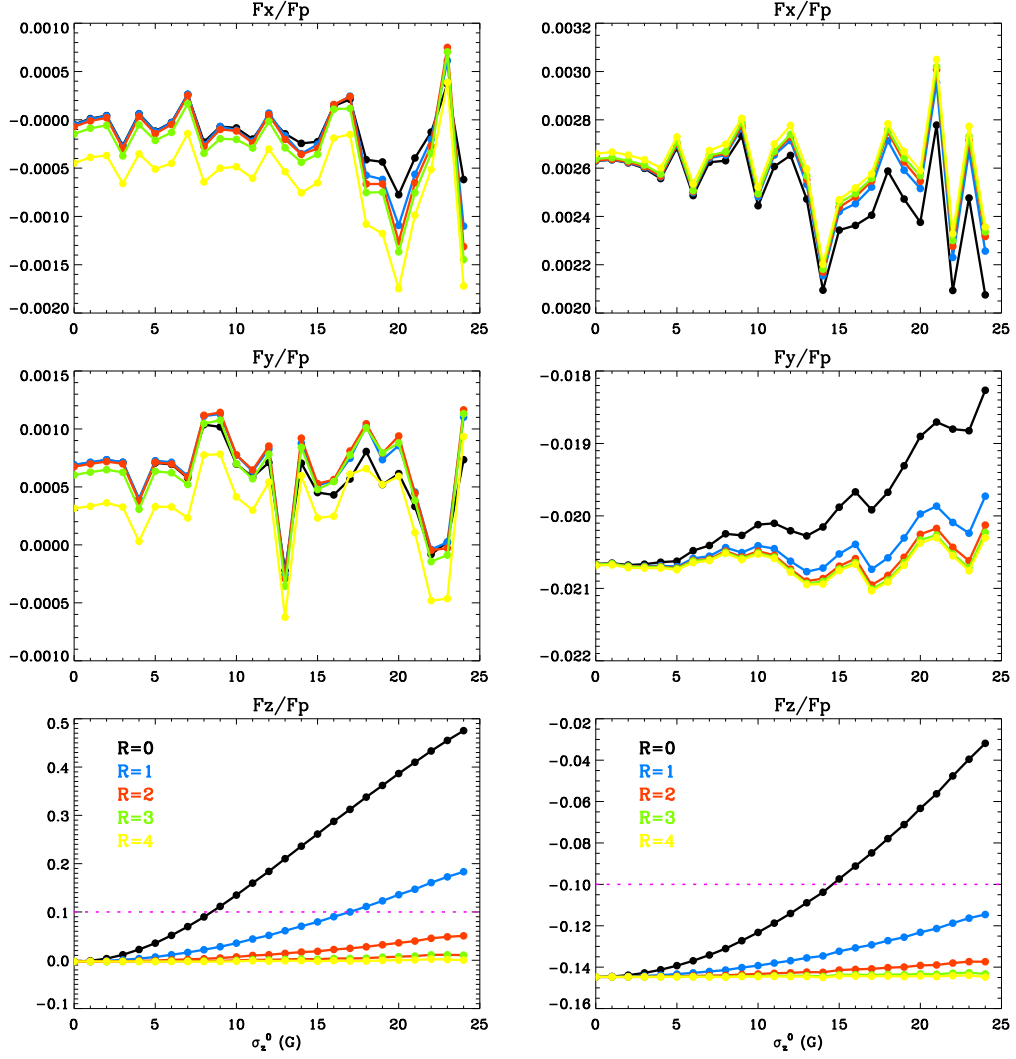 Fx/Fp
0.0010
0.0005
−0.0000
−0.0005
−0.0010
−0.0015
−0.0020
0 5 10 15 20 25
Fx/Fp
0.0032
0.0030
0.0028
0.0026
0.0024
0.0022
0.0020
0 5 10 15 20 25
Fy/Fp
0.0015
0.0010
0.0005
0.0000
−0.0005
−0.0010
0 5 10 15 20 25
Fy/Fp
−0.018
−0.019
−0.020
−0.021
−0.022
0 5 10 15 20 25
Fz/Fp
0.5
0.4
0.3
0.2
0.1
0.0
−0.1
R=0
R=1
R=2
R=3
R=4
0 5 10 15 20 25
σz⁰ (G)
Fz/Fp
−0.02
−0.04
−0.06
−0.08
−0.10
−0.12
−0.14
−0.16
R=0
R=1
R=2
R=3
R=4
0 5 10 15 20 25
σz⁰ (G)